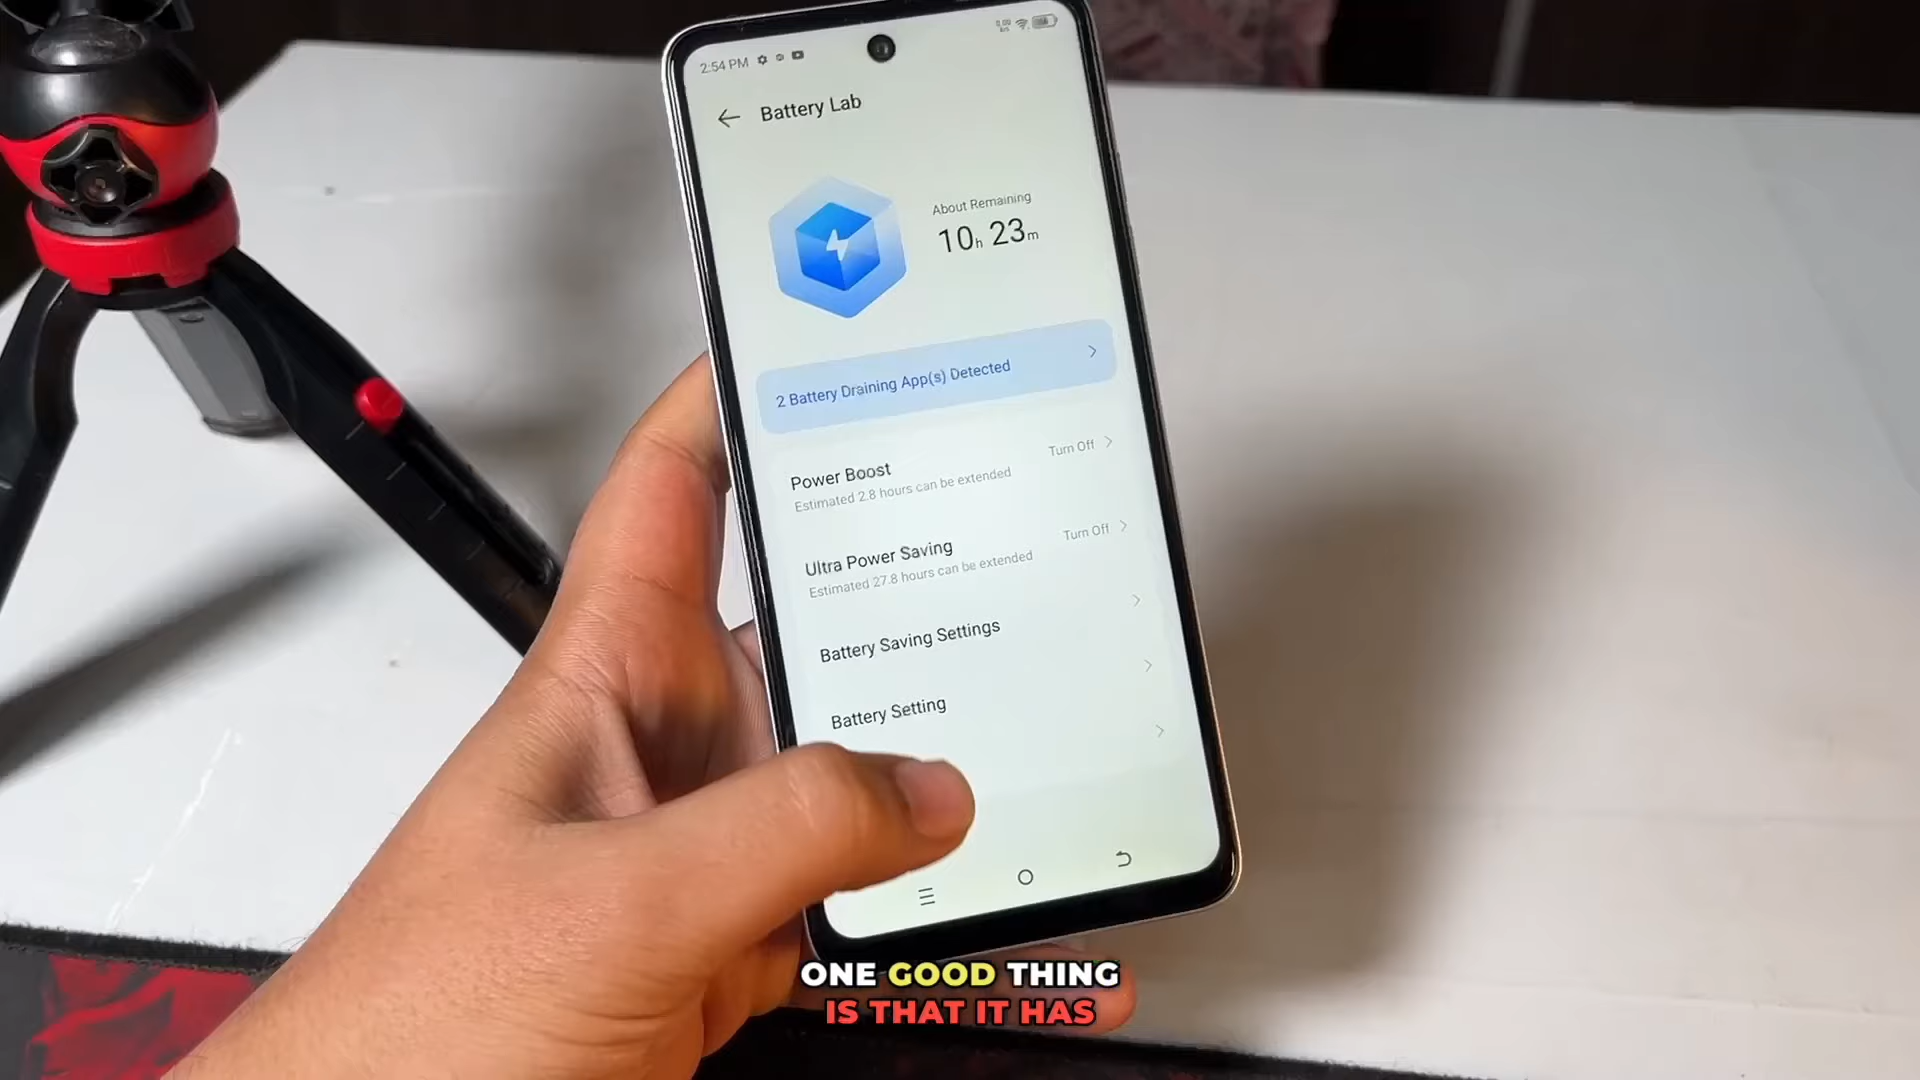 2:54 PM
Battery Lab
About Remaining
10h 23m
2 Battery Draining App(s) Detected
Power Boost
Turn Off
Estimated 2.8 hours can be extended
Ultra Power Saving
Turn Off
Estimated 27.8 hours can be extended
Battery Saving Settings
Battery Setting
ONE GOOD THING
IS THAT IT HAS